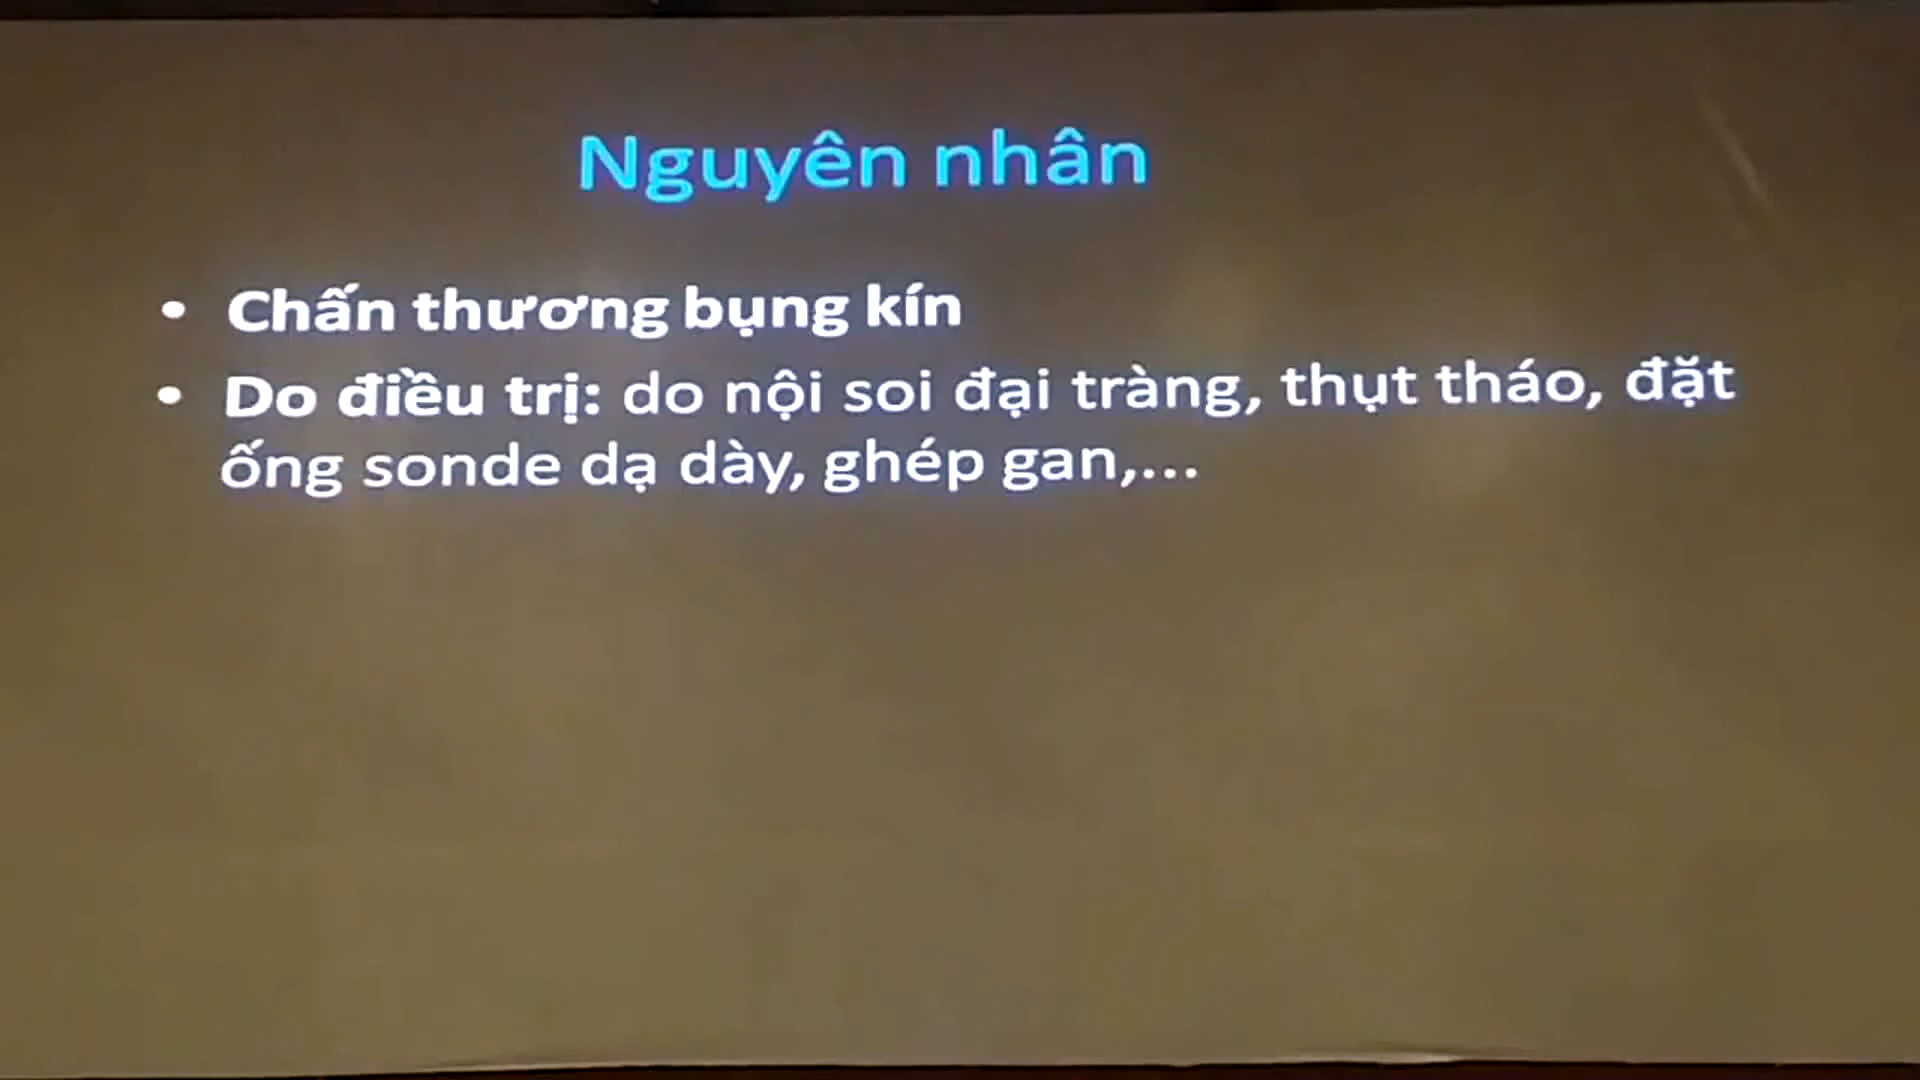 Nguyên nhân
• Chấn thương bụng kín
• Do điều trị: do nội soi đại tràng, thụt tháo, đặt
ống sonde dạ dày, ghép gan,...